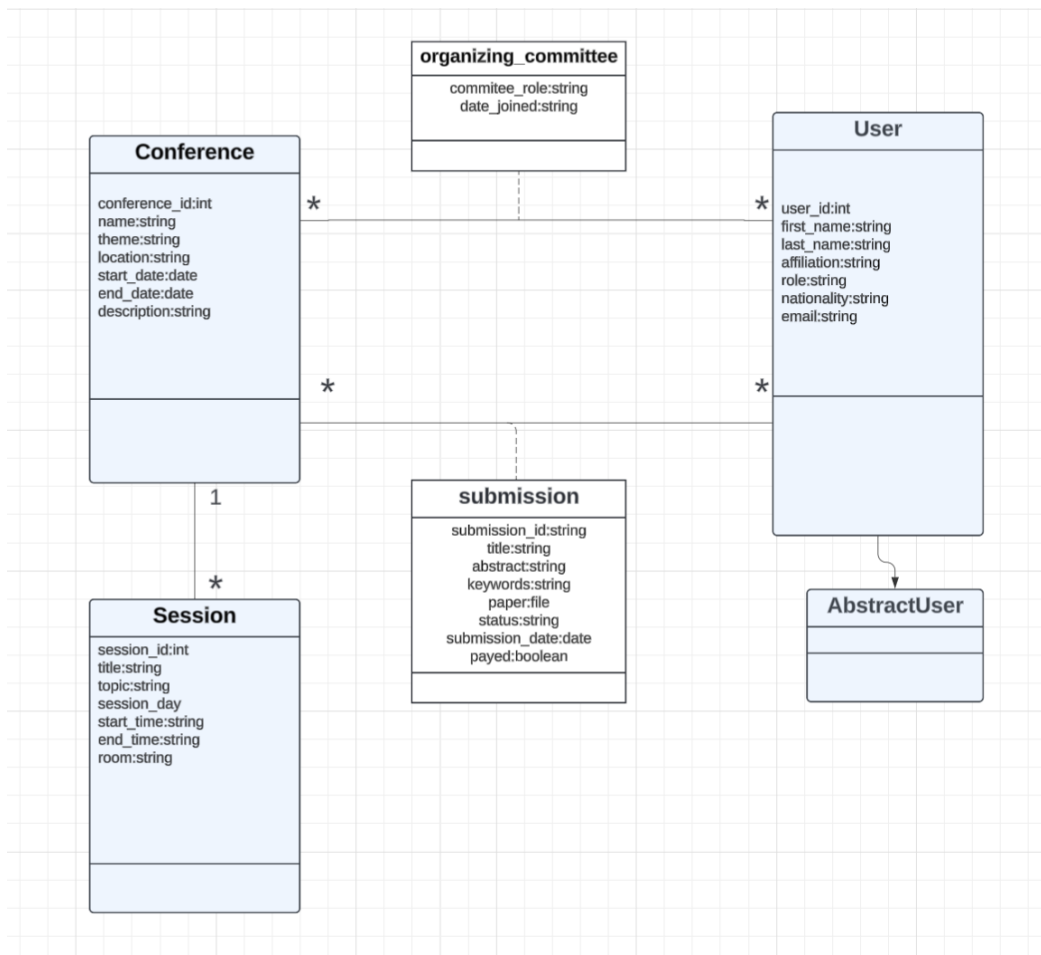 organizing_committee
commitee_role:string
date_joined:string
Conference
conference_id:int
name:string
theme:string
location:string
start_date:date
end_date:date
description:string
*
*
User
user_id:int
first_name:string
last_name:string
affiliation:string
role:string
nationality:string
email:string
*
*
1
*
submission
submission_id:string
title:string
abstract:string
keywords:string
paper:file
status:string
submission_date:date
payed:boolean
AbstractUser
Session
session_id:int
title:string
topic:string
session_day
start_time:string
end_time:string
room:string